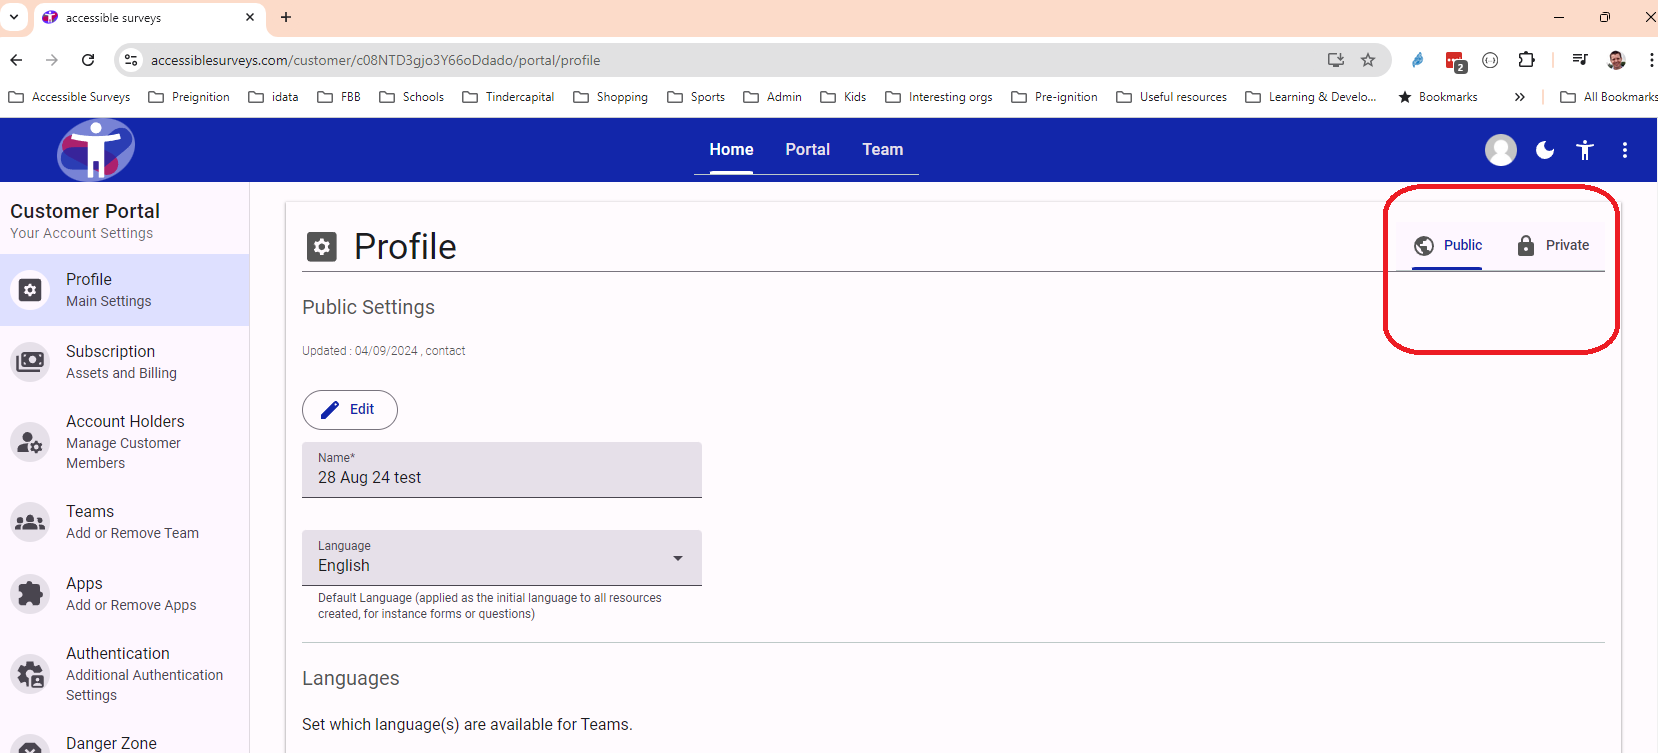 accessible surveys
accessiblesurveys.com/customer/c08NTD3gjo3Y66oDdado/portal/profile
2
Accessible Surveys Preignition idata FBB Schools Tindercapital Shopping Sports Admin Kids Interesting orgs Pre-ignition Useful resources Learning & Develo... Bookmarks » All Bookmarks
Home Portal Team
Customer Portal
Your Account Settings
Profile
Main Settings
Subscription
Assets and Billing
Account Holders
Manage Customer
Members
Teams
Add or Remove Team
Apps
Add or Remove Apps
Authentication
Additional Authentication
Settings
Danger Zone
Profile
Public Private
Public Settings
Updated : 04/09/2024 , contact
Edit
Name*
28 Aug 24 test
Language
English
Default Language (applied as the initial language to all resources
created, for instance forms or questions)
Languages
Set which language(s) are available for Teams.